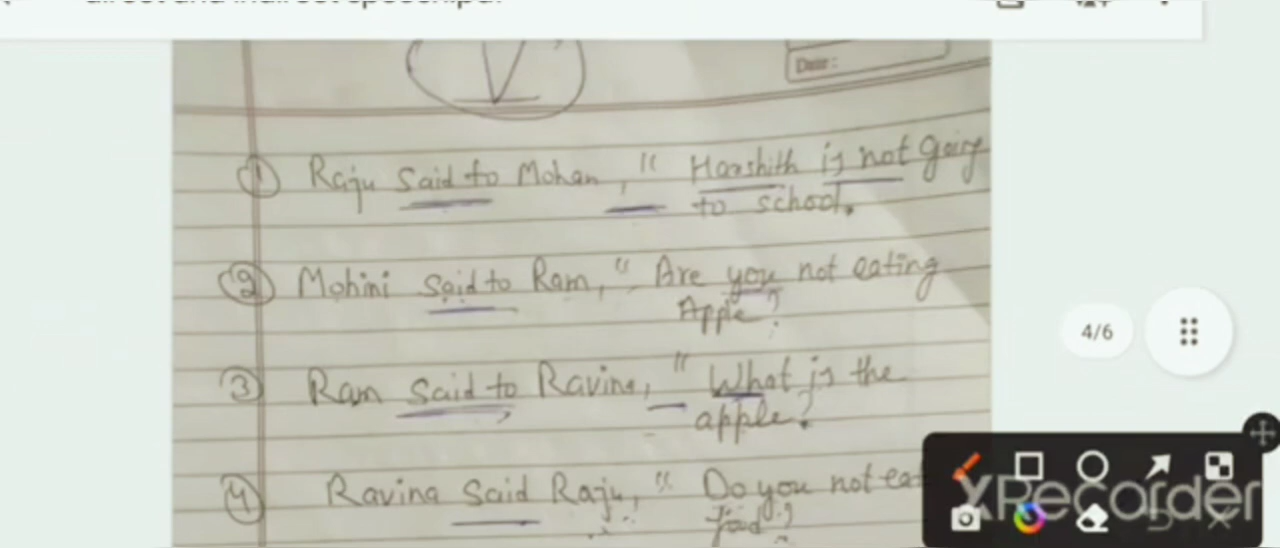 Date:
① Raju said to Mohan, " Harshith is not going
to school.
② Mohini said to Ram, " Are you not eating
Apple?
③ Ram said to Ravina, " What is the
apple?
4/6
④ Ravina said Raju, " Do you not eat
food?
XRecorder